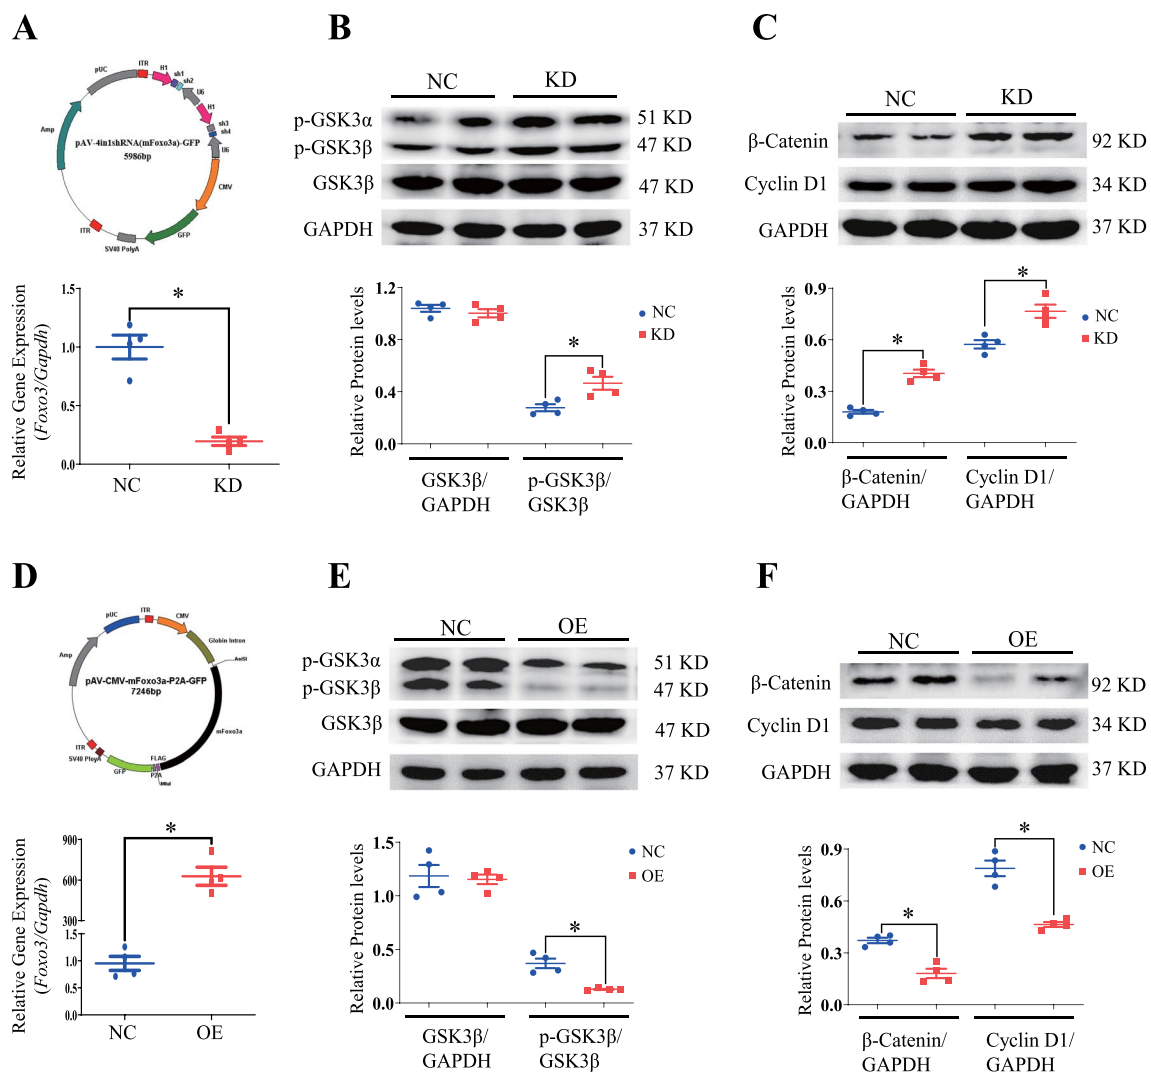 A
pUC
ITR
H1
sh1
sh2
U6
H1
sh3
sh4
U6
CMV
GFP
SV40 PolyA
ITR
Amp
pAV-4in1shRNA(mFoxo3a)-GFP
5986bp
Relative Gene Expression
(Foxo3/Gapdh)
1.5
1.0
0.5
0.0
*
NC
KD
B
NC
KD
p-GSK3α
51 KD
p-GSK3β
47 KD
GSK3β
47 KD
GAPDH
37 KD
Relative Protein levels
1.2
0.8
0.4
0.0
*
NC
KD
GSK3β/
GAPDH
p-GSK3β/
GSK3β
C
NC
KD
β-Catenin
92 KD
Cyclin D1
34 KD
GAPDH
37 KD
Relative Protein levels
0.9
0.6
0.3
0.0
*
*
NC
KD
β-Catenin/
GAPDH
Cyclin D1/
GAPDH
D
pUC
ITR
CMV
Globin Intron
AsiSI
mFoxo3a
MluI
P2A
FLAG
GFP
SV40 PloyA
ITR
Amp
pAV-CMV-mFoxo3a-P2A-GFP
7246bp
Relative Gene Expression
(Foxo3/Gapdh)
900
600
300
1.5
1.0
0.5
0.0
*
NC
OE
E
NC
OE
p-GSK3α
51 KD
p-GSK3β
47 KD
GSK3β
47 KD
GAPDH
37 KD
Relative Protein levels
1.5
1.0
0.5
0.0
*
NC
OE
GSK3β/
GAPDH
p-GSK3β/
GSK3β
F
NC
OE
β-Catenin
92 KD
Cyclin D1
34 KD
GAPDH
37 KD
Relative Protein levels
0.9
0.6
0.3
0.0
*
*
NC
OE
β-Catenin/
GAPDH
Cyclin D1/
GAPDH